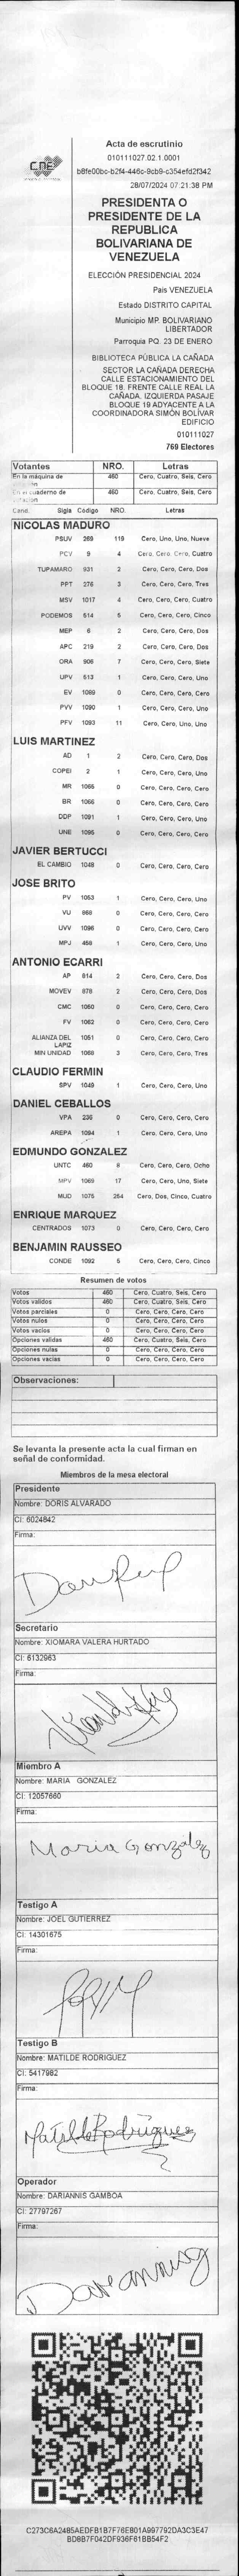 Acta de escrutinio
010111027.02.1.0001
b8fe00bc-b2f4-446c-9cb9-c354efd2f342
28/07/2024 07:21:38 PM
CNE
PRESIDENTA O
PRESIDENTE DE LA
REPUBLICA
BOLIVARIANA DE
VENEZUELA
ELECCIÓN PRESIDENCIAL 2024
Pais VENEZUELA
Estado DISTRITO CAPITAL
Municipio MP. BOLIVARIANO
LIBERTADOR
Parroquia PQ. 23 DE ENERO
BIBLIOTECA PÚBLICA LA CAÑADA
SECTOR LA CAÑADA DERECHA
CALLE ESTACIONAMIENTO DEL
BLOQUE 18. FRENTE CALLE REAL LA
CAÑADA. IZQUIERDA PASAJE
BLOQUE 19 ADYACENTE A LA
COORDINADORA SIMÓN BOLÍVAR
EDIFICIO
010111027
769 Electores
Votantes NRO. Letras
En la máquina de 460 Cero, Cuatro, Seis, Cero
En el cuaderno de 460 Cero, Cuatro, Seis, Cero
Cand. Sigla Código NRO. Letras
NICOLAS MADURO
PSUV 269 119 Cero, Uno, Uno, Nueve
PCV 9 4 Cero, Cero, Cero, Cuatro
TUPAMARO 931 2 Cero, Cero, Cero, Dos
PPT 276 3 Cero, Cero, Cero, Tres
MSV 1017 4 Cero, Cero, Cero, Cuatro
PODEMOS 514 5 Cero, Cero, Cero, Cinco
MEP 6 2 Cero, Cero, Cero, Dos
APC 219 2 Cero, Cero, Cero, Dos
ORA 906 7 Cero, Cero, Cero, Siete
UPV 513 1 Cero, Cero, Cero, Uno
EV 1089 0 Cero, Cero, Cero, Cero
PVV 1090 1 Cero, Cero, Cero, Uno
PFV 1093 11 Cero, Cero, Uno, Uno
LUIS MARTINEZ
AD 1 2 Cero, Cero, Cero, Dos
COPEI 2 1 Cero, Cero, Cero, Uno
MR 1065 0 Cero, Cero, Cero, Cero
BR 1066 0 Cero, Cero, Cero, Cero
DDP 1091 1 Cero, Cero, Cero, Uno
UNE 1095 0 Cero, Cero, Cero, Cero
JAVIER BERTUCCI
EL CAMBIO 1048 0 Cero, Cero, Cero, Cero
JOSE BRITO
PV 1053 1 Cero, Cero, Cero, Uno
VU 868 0 Cero, Cero, Cero, Cero
UVV 1096 0 Cero, Cero, Cero, Cero
MPJ 458 1 Cero, Cero, Cero, Uno
ANTONIO ECARRI
AP 814 2 Cero, Cero, Cero, Dos
MOVEV 878 2 Cero, Cero, Cero, Dos
CMC 1050 0 Cero, Cero, Cero, Cero
FV 1062 0 Cero, Cero, Cero, Cero
ALIANZA DEL 1051 0 Cero, Cero, Cero, Cero
LAPIZ
MIN UNIDAD 1068 3 Cero, Cero, Cero, Tres
CLAUDIO FERMIN
SPV 1049 1 Cero, Cero, Cero, Uno
DANIEL CEBALLOS
VPA 236 0 Cero, Cero, Cero, Cero
AREPA 1094 1 Cero, Cero, Cero, Uno
EDMUNDO GONZALEZ
UNTC 460 8 Cero, Cero, Cero, Ocho
MPV 1069 17 Cero, Cero, Uno, Siete
MUD 1075 254 Cero, Dos, Cinco, Cuatro
ENRIQUE MARQUEZ
CENTRADOS 1073 0 Cero, Cero, Cero, Cero
BENJAMIN RAUSSEO
CONDE 1092 5 Cero, Cero, Cero, Cinco
Resumen de votos
Votos 460 Cero, Cuatro, Seis, Cero
Votos validos 460 Cero, Cuatro, Seis, Cero
Votos parciales 0 Cero, Cero, Cero, Cero
Votos nulos 0 Cero, Cero, Cero, Cero
Votos vacios 0 Cero, Cero, Cero, Cero
Opciones validas 460 Cero, Cuatro, Seis, Cero
Opciones nulas 0 Cero, Cero, Cero, Cero
Opciones vacias 0 Cero, Cero, Cero, Cero
Observaciones:
Se levanta la presente acta la cual firman en
señal de conformidad.
Miembros de la mesa electoral
Presidente
Nombre: DORIS ALVARADO
CI: 6024842
Firma:
Secretario
Nombre: XIOMARA VALERA HURTADO
CI: 6132963
Firma:
Miembro A
Nombre: MARIA GONZALEZ
CI: 12057660
Firma:
Maria Gonzalez
Testigo A
Nombre: JOEL GUTIERREZ
CI: 14301675
Firma:
Testigo B
Nombre: MATILDE RODRIGUEZ
CI: 5417982
Firma:
Matilde Rodriguez
Operador
Nombre: DARIANNIS GAMBOA
CI: 27797267
Firma:
C273C6A2485AEDFB1B7F76E801A997792DA3C3E47
BD8B7F042DF936F61BB54F2